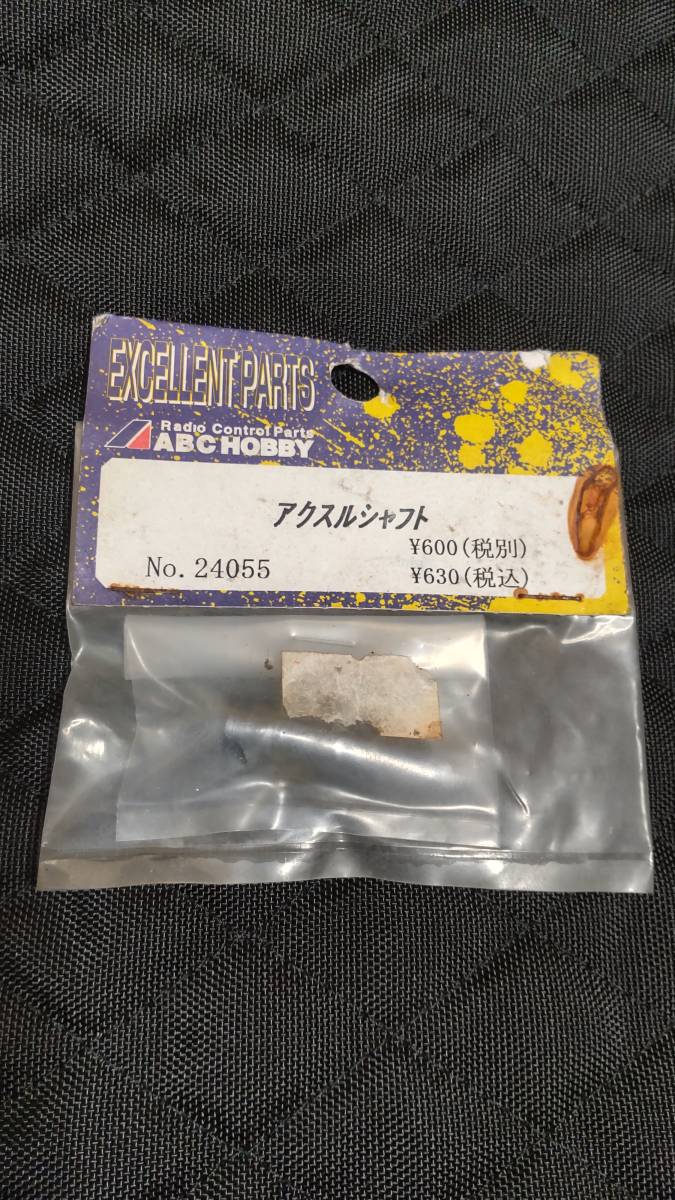 EXCELLENT PARTS
Radio Control Parts
ABC HOBBY
アクスルシャフト
¥600(税別)
No. 24055
¥630(税込)